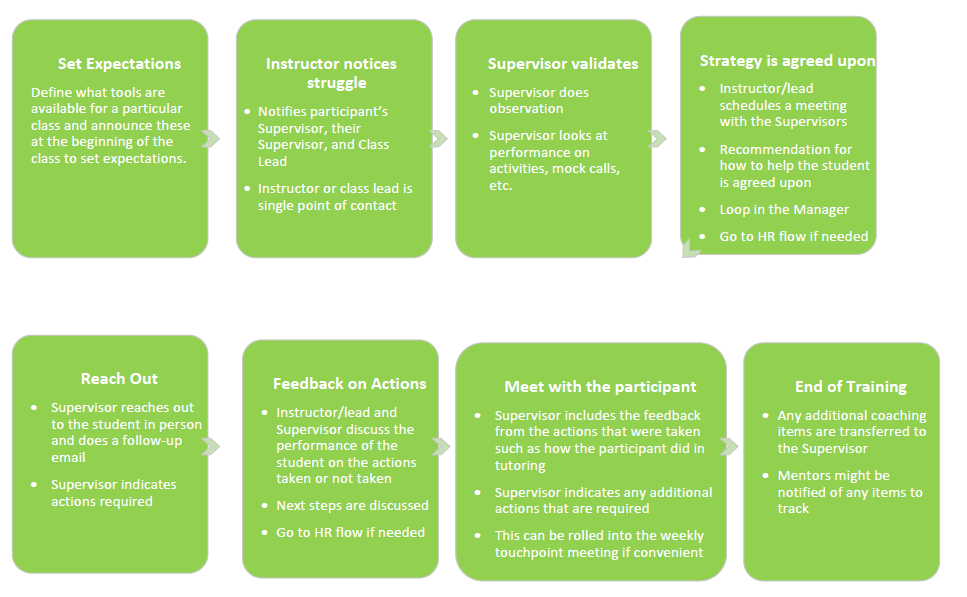 Set Expectations
Define what tools are
available for a particular
class and announce these
at the beginning of the
class to set expectations.
Instructor notices
struggle
• Notifies participant's
Supervisor, their
Supervisor, and Class
Lead
• Instructor or class lead is
single point of contact
Supervisor validates
• Supervisor does
observation
• Supervisor looks at
performance on
activities, mock calls,
etc.
Strategy is agreed upon
• Instructor/lead
schedules a meeting
with the Supervisors
• Recommendation for
how to help the student
is agreed upon
• Loop in the Manager
• Go to HR flow if needed
Reach Out
• Supervisor reaches out
to the student in person
and does a follow-up
email
• Supervisor indicates
actions required
Feedback on Actions
• Instructor/lead and
Supervisor discuss the
performance of the
student on the actions
taken or not taken
• Next steps are discussed
• Go to HR flow if needed
Meet with the participant
• Supervisor includes the feedback
from the actions that were taken
such as how the participant did in
tutoring
• Supervisor indicates any additional
actions that are required
• This can be rolled into the weekly
touchpoint meeting if convenient
End of Training
• Any additional coaching
items are transferred to
the Supervisor
• Mentors might be
notified of any items to
track